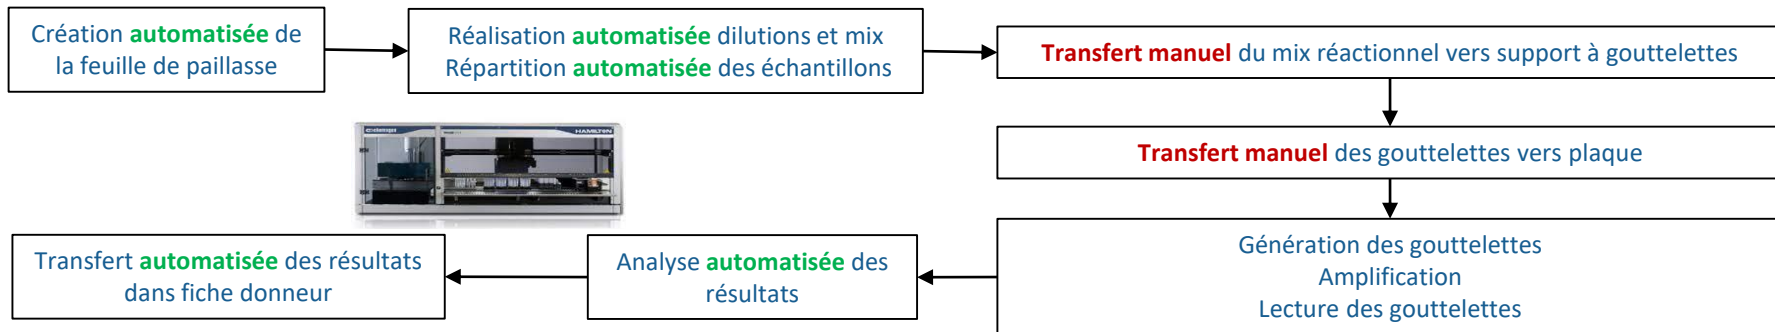 Création automatisée de
la feuille de paillasse
Réalisation automatisée dilutions et mix
Répartition automatisée des échantillons
Transfert manuel du mix réactionnel vers support à gouttelettes
Transfert manuel des gouttelettes vers plaque
Génération des gouttelettes
Amplification
Lecture des gouttelettes
Analyse automatisée des
résultats
Transfert automatisée des résultats
dans fiche donneur
HAMILTON